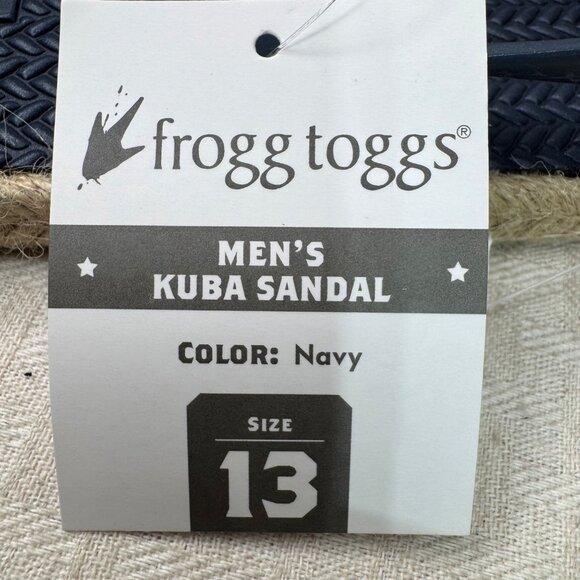 frogg toggs®
MEN'S
KUBA SANDAL
COLOR: Navy
SIZE
13